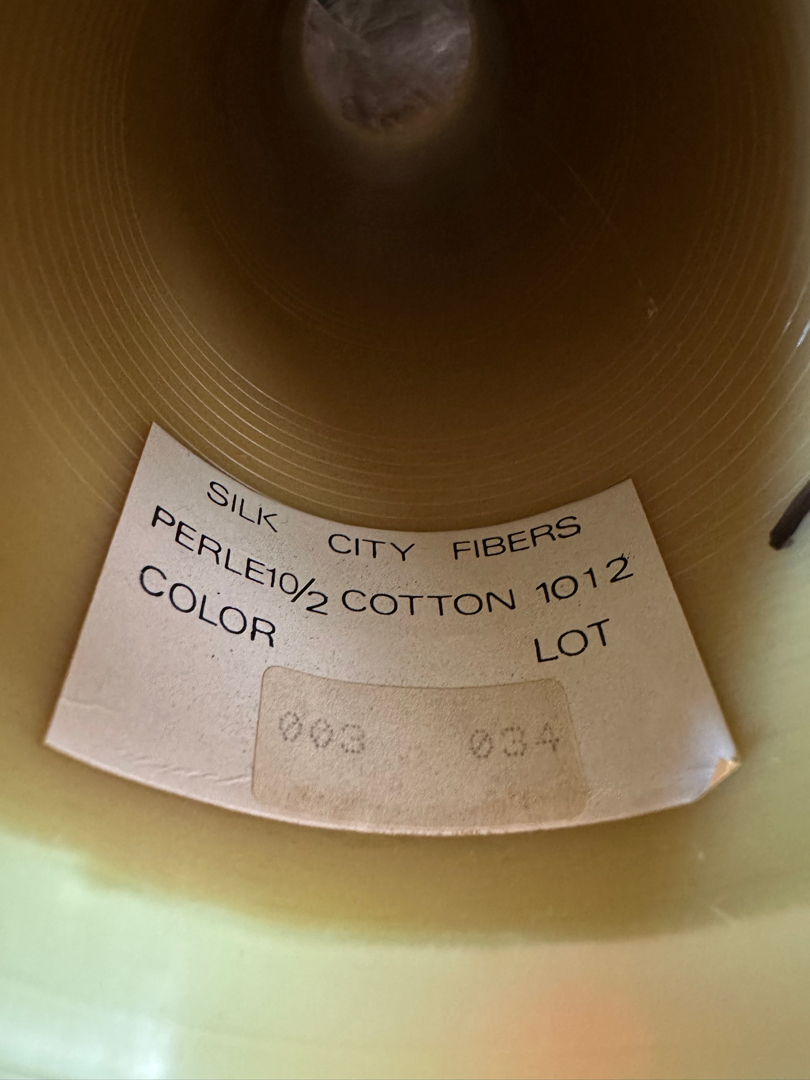 SILK CITY FIBERS
PERLE10/2 COTTON 1012
COLOR LOT
003 034